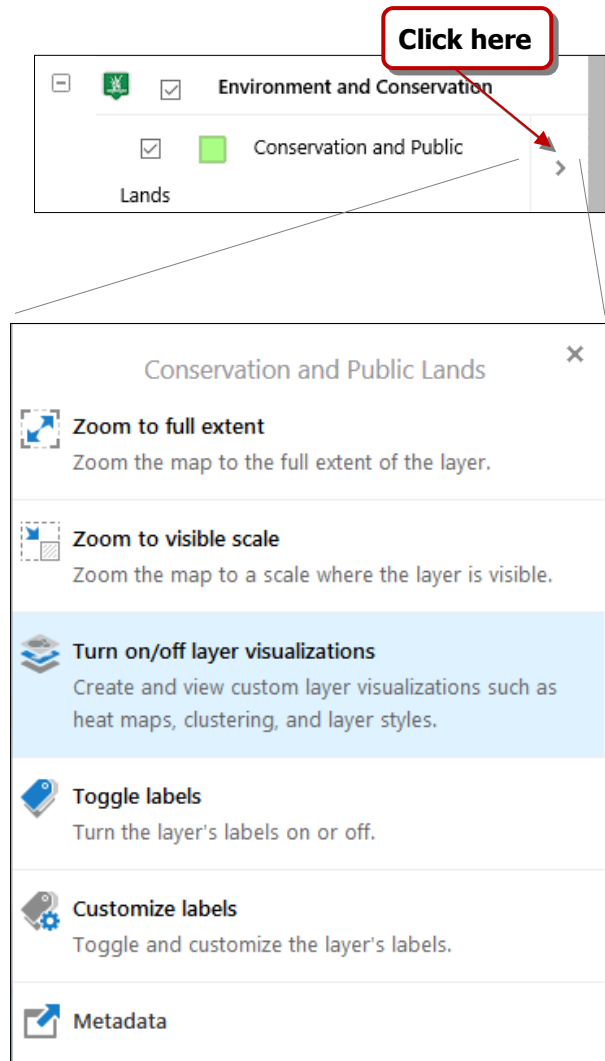 Click here
Environment and Conservation
Conservation and Public
Lands
Conservation and Public Lands
Zoom to full extent
Zoom the map to the full extent of the layer.
Zoom to visible scale
Zoom the map to a scale where the layer is visible.
Turn on/off layer visualizations
Create and view custom layer visualizations such as
heat maps, clustering, and layer styles.
Toggle labels
Turn the layer's labels on or off.
Customize labels
Toggle and customize the layer's labels.
Metadata